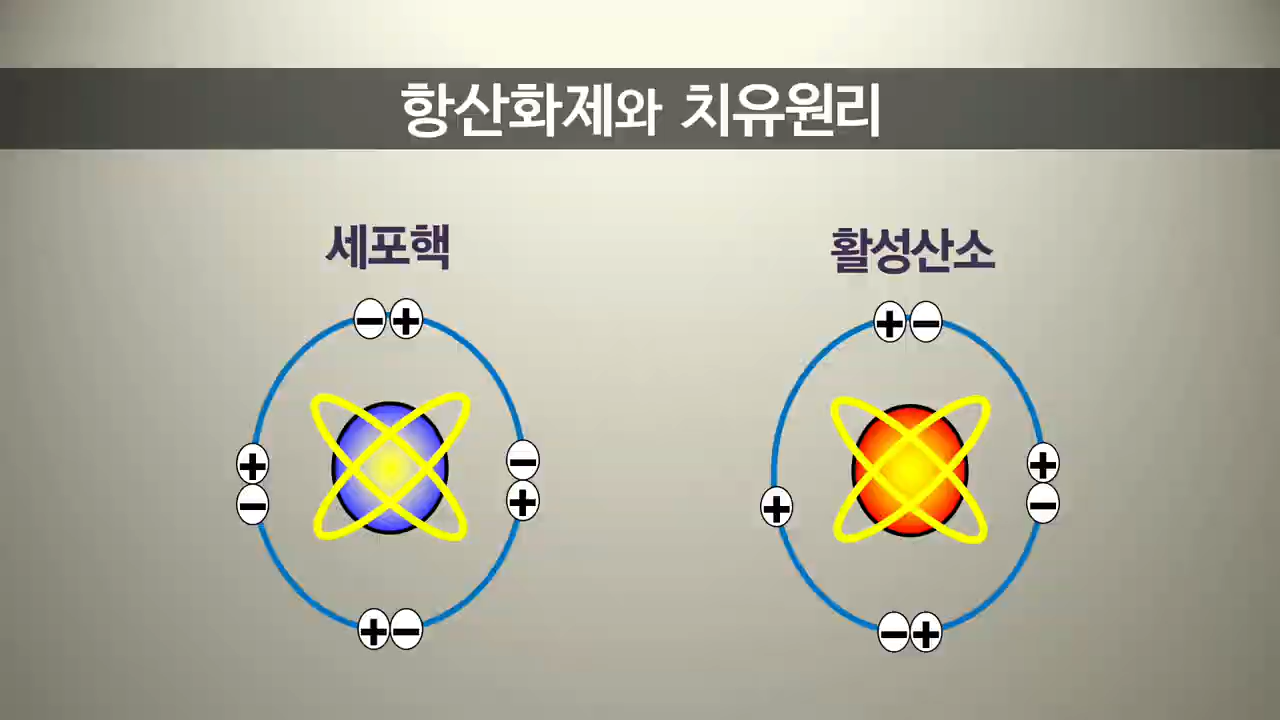 항산화제와 치유원리
세포핵 활성산소
− + + −
+ − +
− + + −
+ − − +